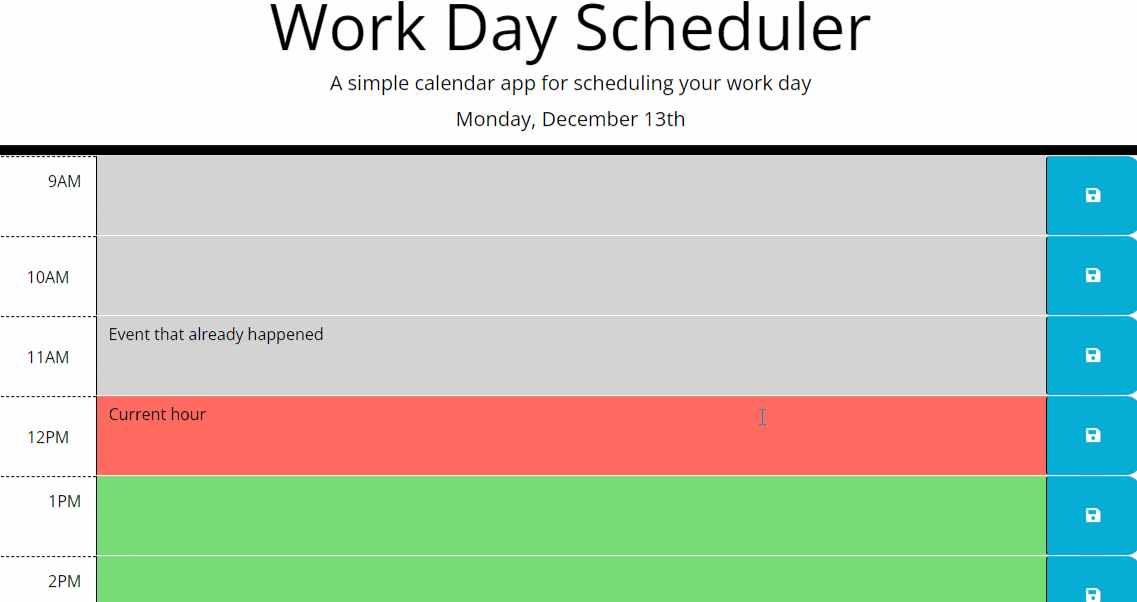 Work Day Scheduler
A simple calendar app for scheduling your work day
Monday, December 13th
9AM
10AM
11AM
Event that already happened
12PM
Current hour
1PM
2PM